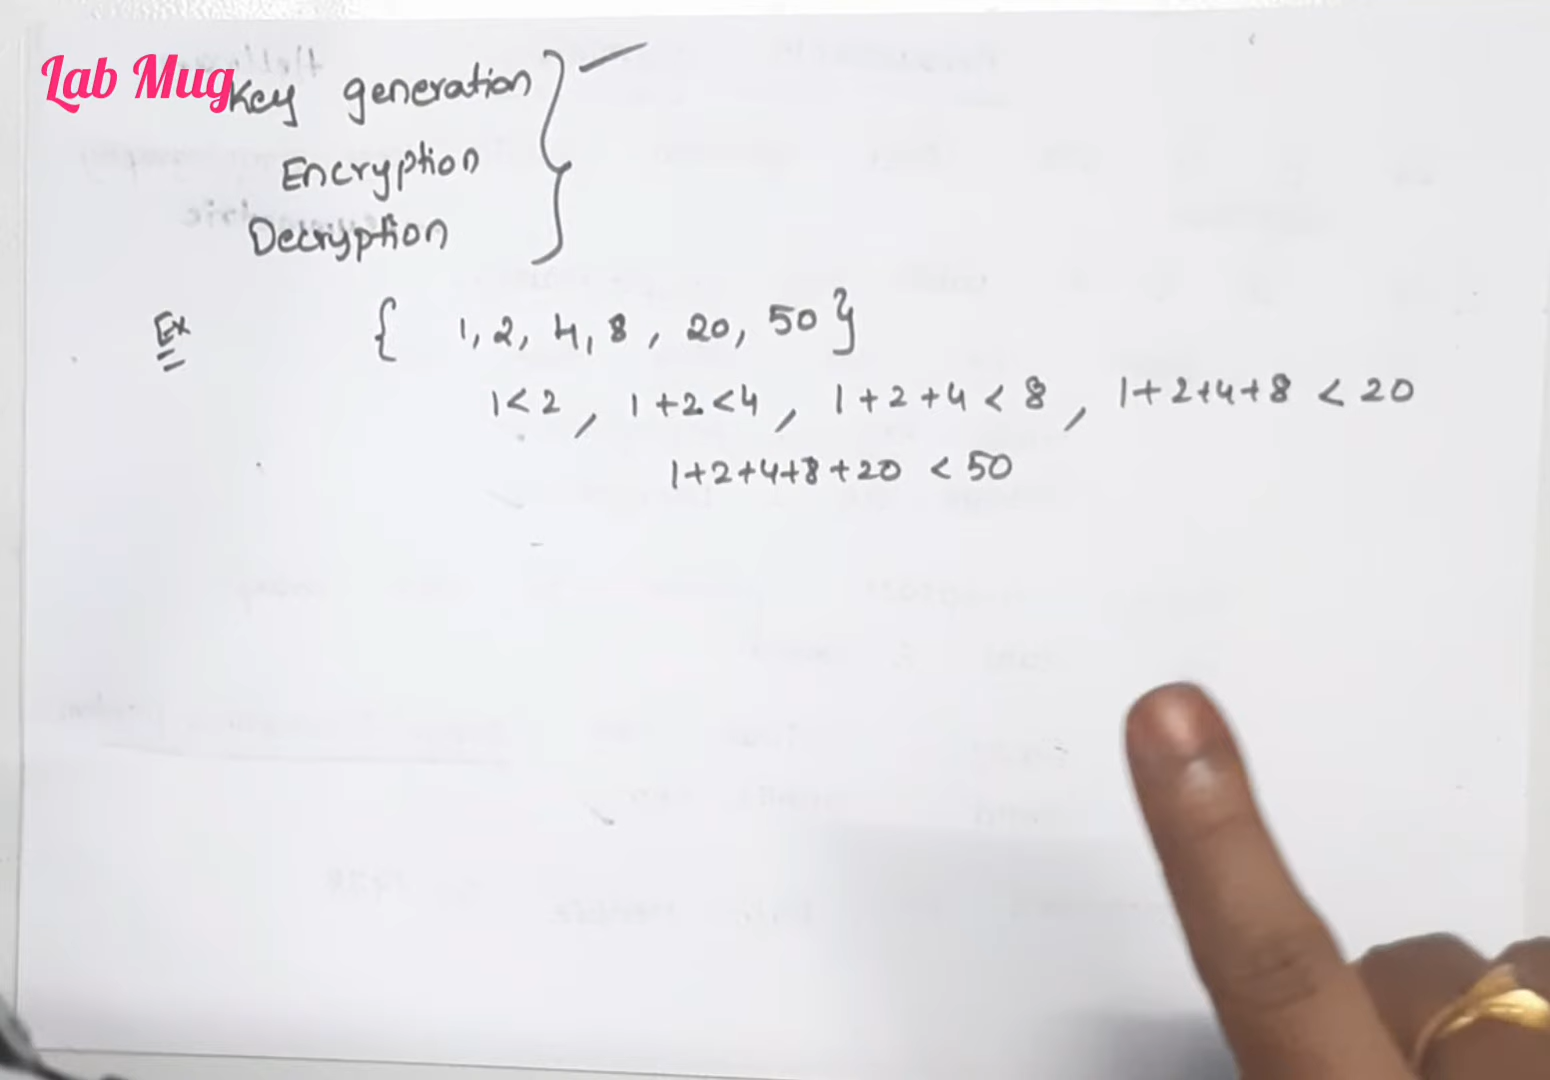 Lab Mug
Key generation
Encryption
Decryption
Ex { 1, 2, 4, 8, 20, 50 }
1 < 2, 1 + 2 < 4, 1 + 2 + 4 < 8, 1 + 2 + 4 + 8 < 20
1 + 2 + 4 + 8 + 20 < 50